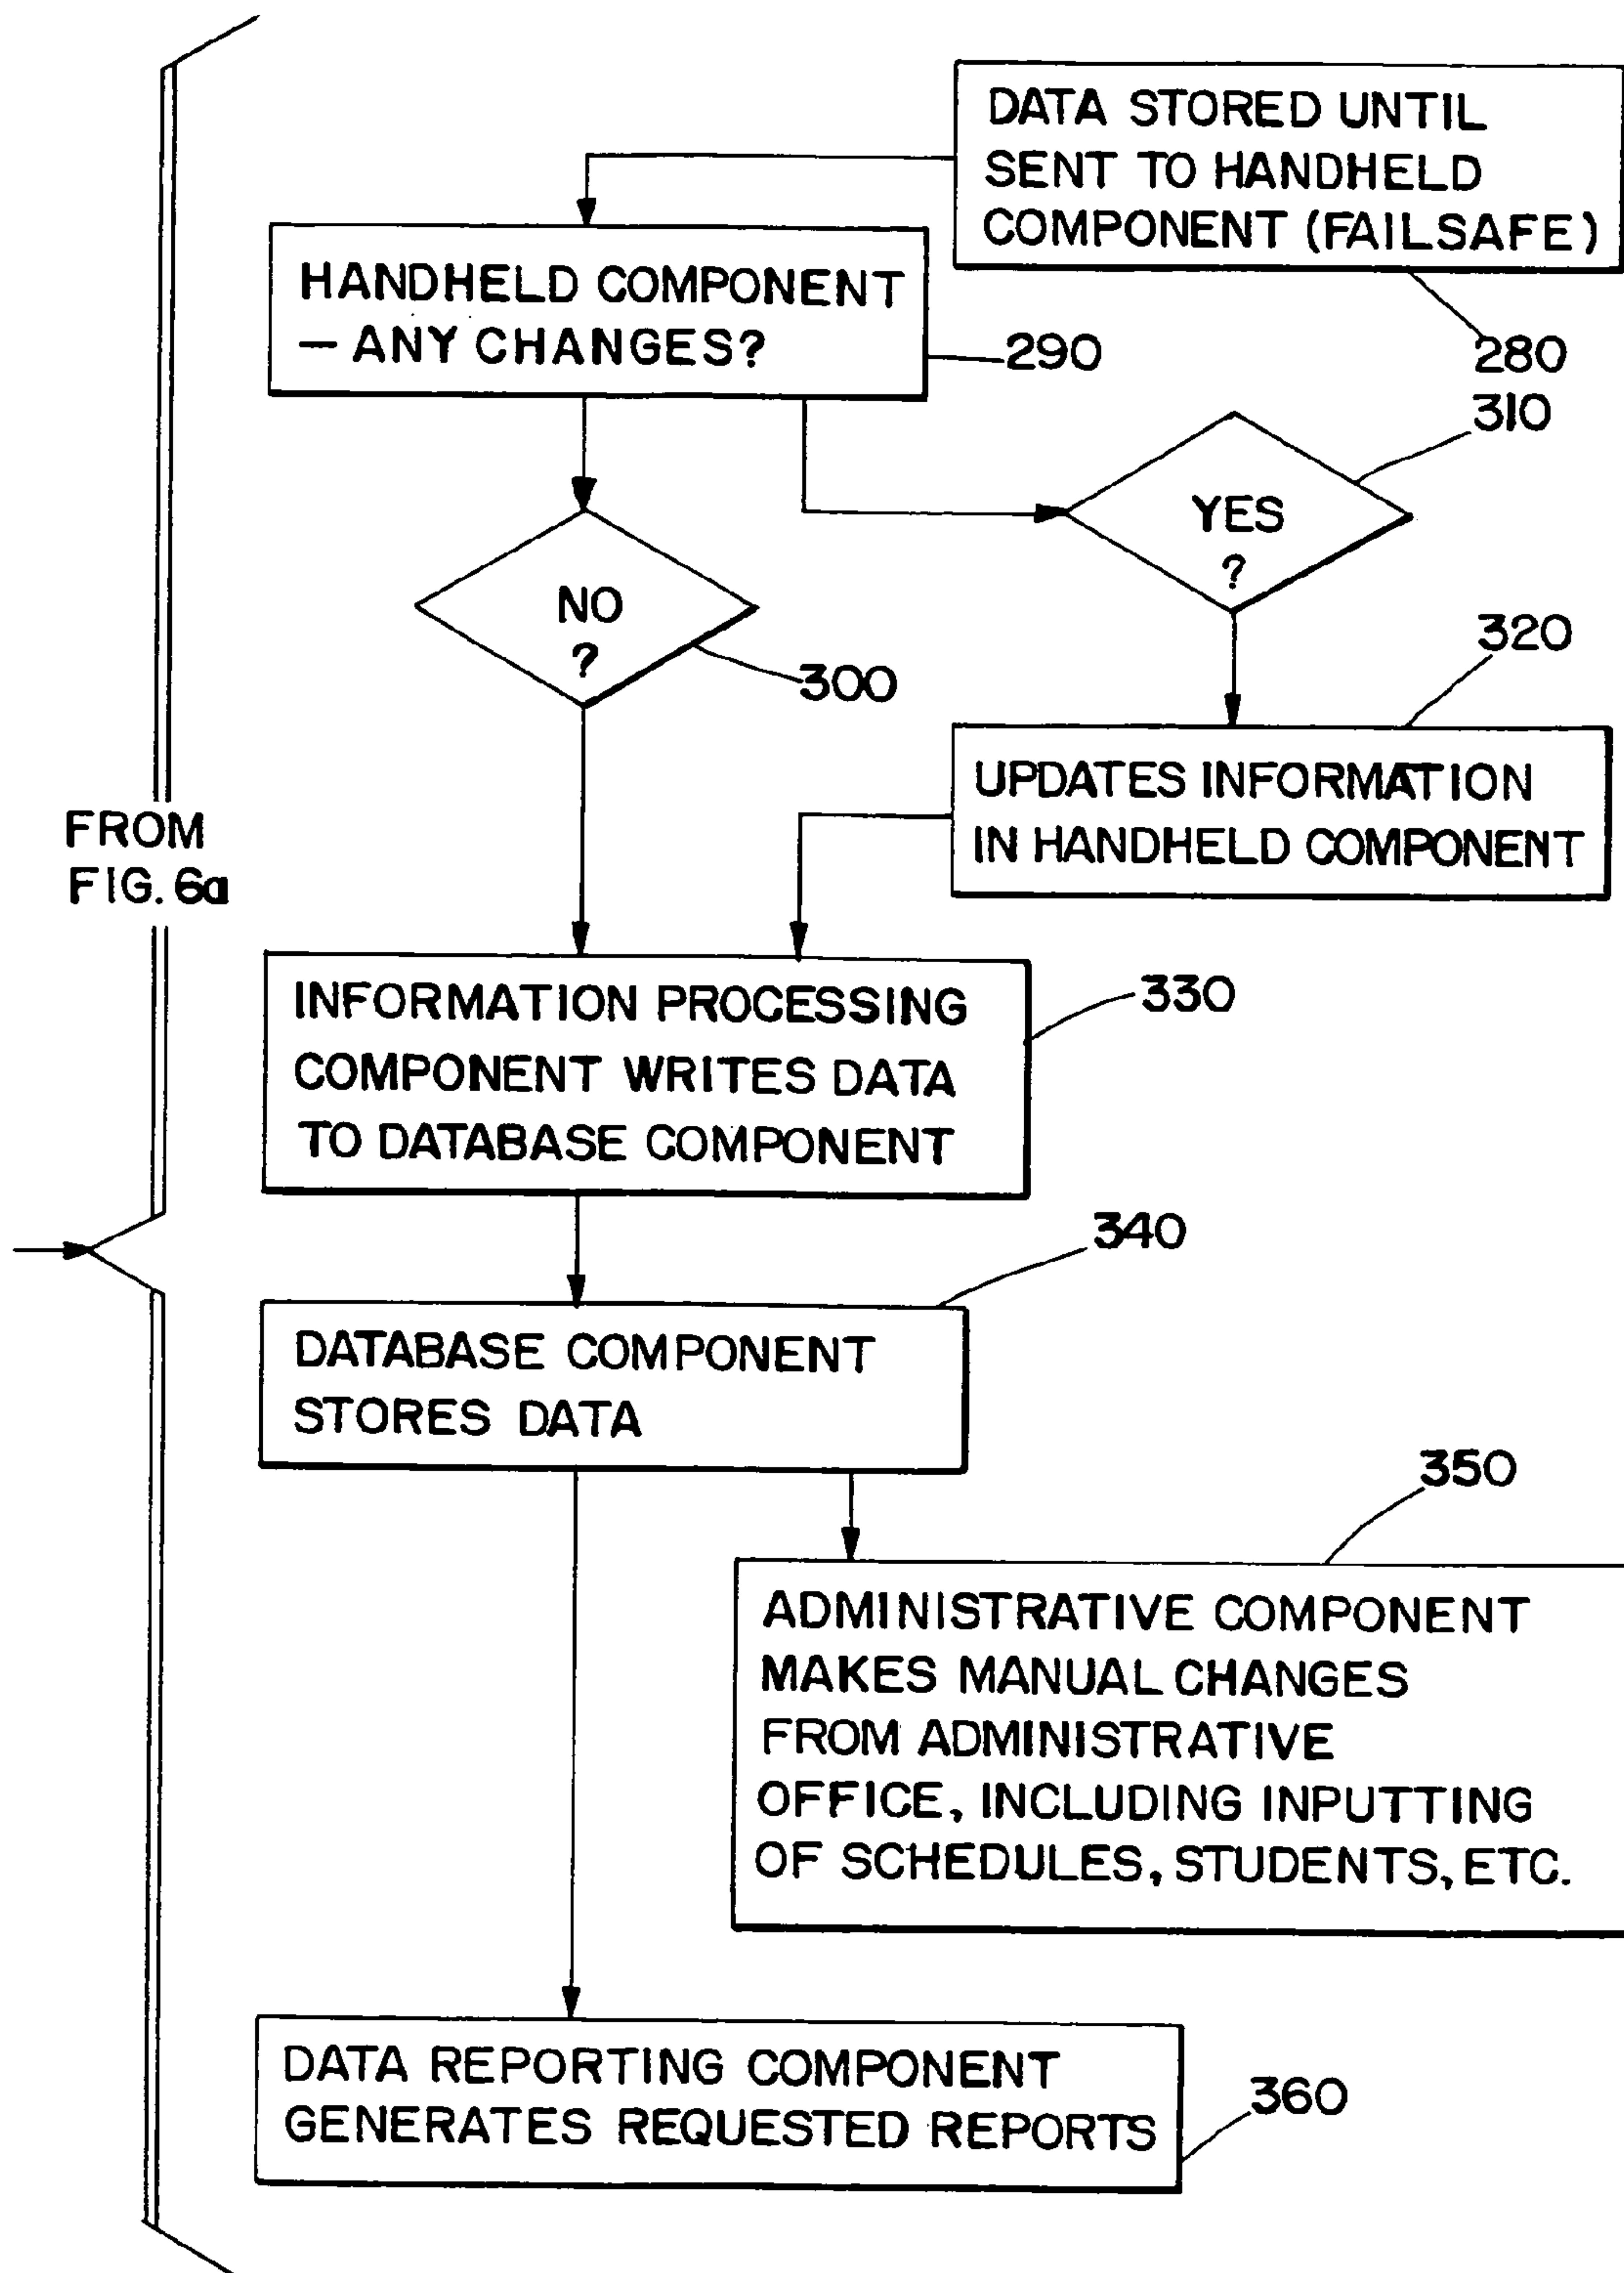 DATA STORED UNTIL
SENT TO HANDHELD
COMPONENT (FAILSAFE)
280
HANDHELD COMPONENT
— ANY CHANGES?
290
310
YES
?
NO
?
300
320
UPDATES INFORMATION
IN HANDHELD COMPONENT
FROM
FIG. 6a
INFORMATION PROCESSING
COMPONENT WRITES DATA
TO DATABASE COMPONENT
330
340
DATABASE COMPONENT
STORES DATA
350
ADMINISTRATIVE COMPONENT
MAKES MANUAL CHANGES
FROM ADMINISTRATIVE
OFFICE, INCLUDING INPUTTING
OF SCHEDULES, STUDENTS, ETC.
DATA REPORTING COMPONENT
GENERATES REQUESTED REPORTS
360